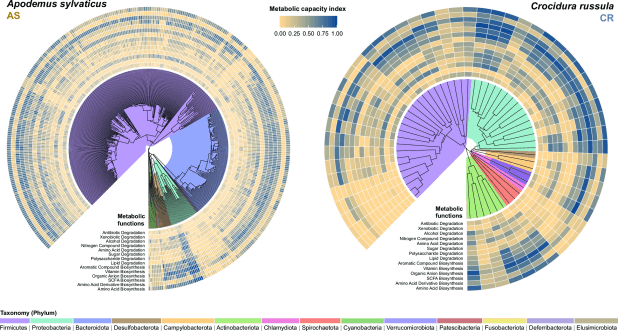 Apodemus sylvaticus
AS
Metabolic capacity index
0.00 0.25 0.50 0.75 1.00
Crocidura russula
CR
Metabolic
functions
Antibiotic Degradation
Xenobiotic Degradation
Alcohol Degradation
Nitrogen Compound Degradation
Amino Acid Degradation
Sugar Degradation
Polysaccharide Degradation
Lipid Degradation
Aromatic Compound Biosynthesis
Vitamin Biosynthesis
Organic Anion Biosynthesis
SCFA Biosynthesis
Amino Acid Derivative Biosynthesis
Amino Acid Biosynthesis
Metabolic
functions
Antibiotic Degradation
Xenobiotic Degradation
Alcohol Degradation
Nitrogen Compound Degradation
Amino Acid Degradation
Sugar Degradation
Polysaccharide Degradation
Lipid Degradation
Aromatic Compound Biosynthesis
Vitamin Biosynthesis
Organic Anion Biosynthesis
SCFA Biosynthesis
Amino Acid Derivative Biosynthesis
Amino Acid Biosynthesis
Taxonomy (Phylum)
Firmicutes Proteobacteria Bacteroidota Desulfobacterota Campylobacterota Actinobacteriota Chlamydiota Spirochaetota Cyanobacteria Verrucomicrobiota Patescibacteria Fusobacteriota Deferribacterota Elusimicrobiota